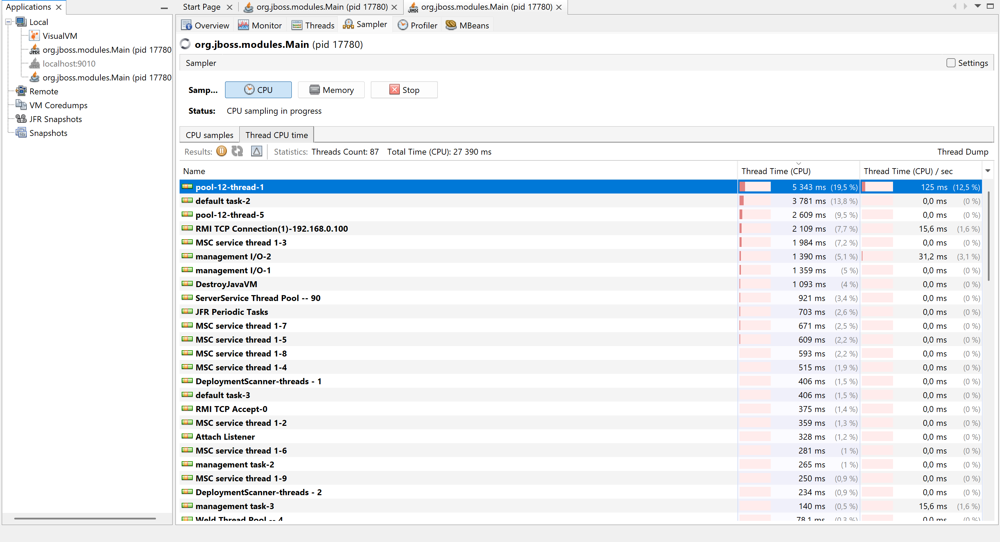 Applications
Local
VisualVM
org.jboss.modules.Main (pid 17780
localhost:9010
org.jboss.modules.Main (pid 17780
Remote
VM Coredumps
JFR Snapshots
Snapshots
Start Page org.jboss.modules.Main (pid 17780) org.jboss.modules.Main (pid 17780)
Overview Monitor Threads Sampler Profiler MBeans
org.jboss.modules.Main (pid 17780)
Sampler Settings
Samp... CPU Memory Stop
Status: CPU sampling in progress
CPU samples Thread CPU time
Results: Statistics: Threads Count: 87 Total Time (CPU): 27 390 ms Thread Dump
Name Thread Time (CPU) Thread Time (CPU) / sec
pool-12-thread-1 5 343 ms (19,5 %) 125 ms (12,5 %)
default task-2 3 781 ms (13,8 %) 0,0 ms (0 %)
pool-12-thread-5 2 609 ms (9,5 %) 0,0 ms (0 %)
RMI TCP Connection(1)-192.168.0.100 2 109 ms (7,7 %) 15,6 ms (1,6 %)
MSC service thread 1-3 1 984 ms (7,2 %) 0,0 ms (0 %)
management I/O-2 1 390 ms (5,1 %) 31,2 ms (3,1 %)
management I/O-1 1 359 ms (5 %) 0,0 ms (0 %)
DestroyJavaVM 1 093 ms (4 %) 0,0 ms (0 %)
ServerService Thread Pool -- 90 921 ms (3,4 %) 0,0 ms (0 %)
JFR Periodic Tasks 703 ms (2,6 %) 0,0 ms (0 %)
MSC service thread 1-7 671 ms (2,5 %) 0,0 ms (0 %)
MSC service thread 1-5 609 ms (2,2 %) 0,0 ms (0 %)
MSC service thread 1-8 593 ms (2,2 %) 0,0 ms (0 %)
MSC service thread 1-4 515 ms (1,9 %) 0,0 ms (0 %)
DeploymentScanner-threads - 1 406 ms (1,5 %) 0,0 ms (0 %)
default task-3 406 ms (1,5 %) 0,0 ms (0 %)
RMI TCP Accept-0 375 ms (1,4 %) 0,0 ms (0 %)
MSC service thread 1-2 359 ms (1,3 %) 0,0 ms (0 %)
Attach Listener 328 ms (1,2 %) 0,0 ms (0 %)
MSC service thread 1-6 281 ms (1 %) 0,0 ms (0 %)
management task-2 265 ms (1 %) 0,0 ms (0 %)
MSC service thread 1-9 250 ms (0,9 %) 0,0 ms (0 %)
DeploymentScanner-threads - 2 234 ms (0,9 %) 0,0 ms (0 %)
management task-3 140 ms (0,5 %) 15,6 ms (1,6 %)
Weld Thread Pool -- 4 78,1 ms (0,3 %) 0,0 ms (0 %)